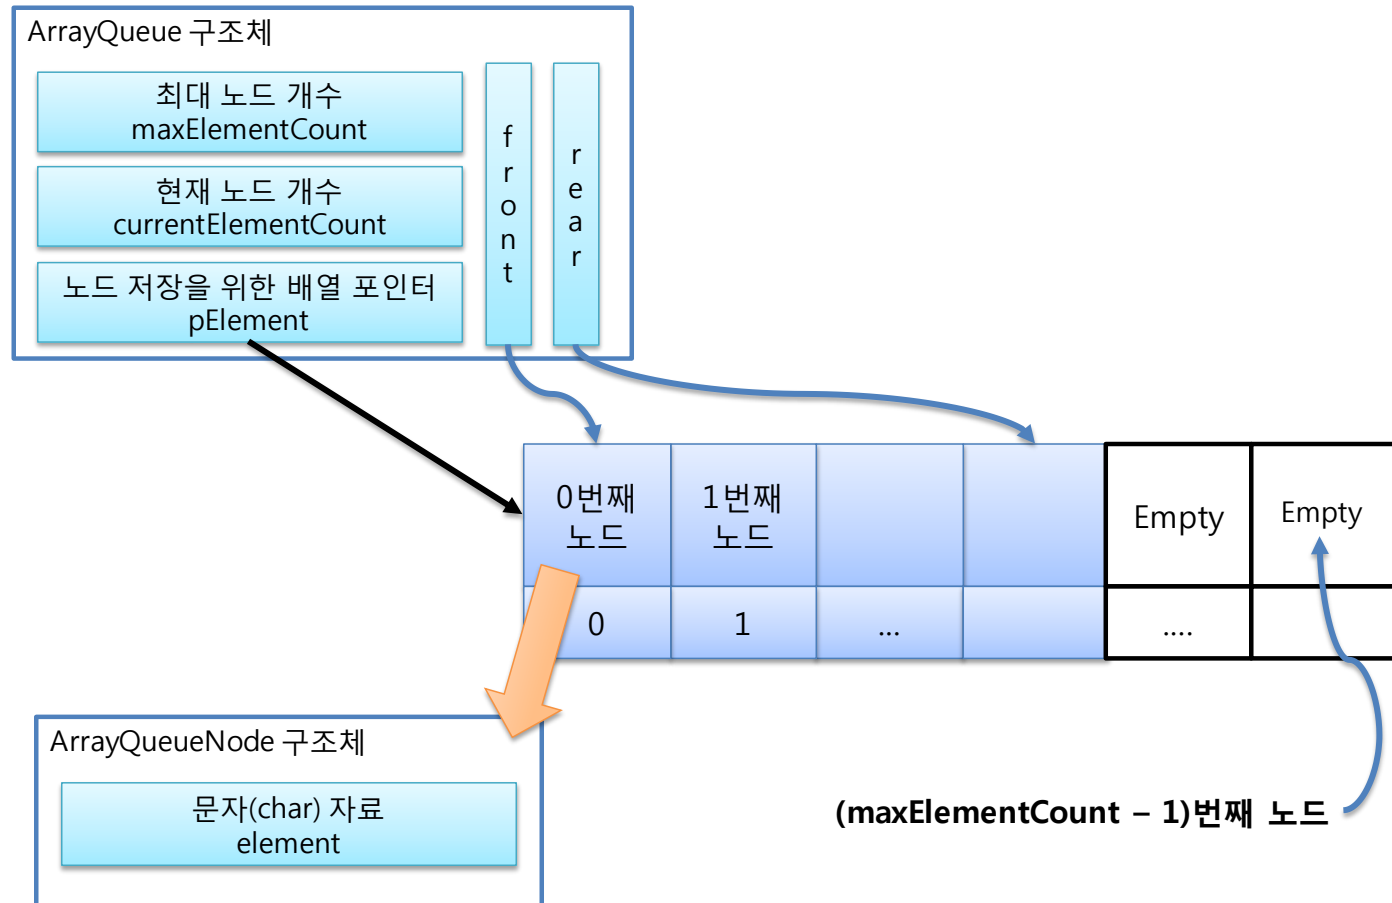 ArrayQueue 구조체
최대 노드 개수
maxElementCount
현재 노드 개수
currentElementCount
노드 저장을 위한 배열 포인터
pElement
front
rear
0번째
노드
1번째
노드
Empty
Empty
0
1
...
....
ArrayQueueNode 구조체
문자(char) 자료
element
(maxElementCount – 1)번째 노드